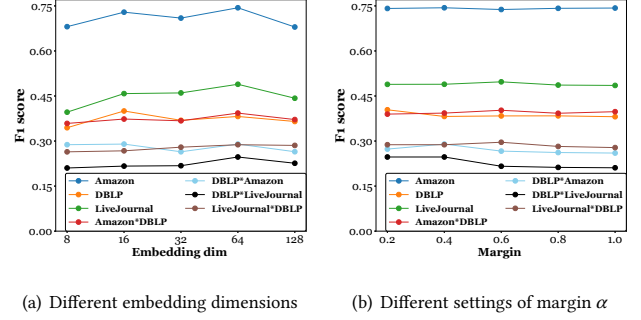 0.75
0.60
0.45
0.30
0.15
0.00
F1 score
Amazon
DBLP
LiveJournal
Amazon*DBLP
DBLP*Amazon
DBLP*LiveJournal
LiveJournal*DBLP
8 16 32 64 128
Embedding dim
(a) Different embedding dimensions
0.75
0.60
0.45
0.30
0.15
0.00
F1 score
Amazon
DBLP
LiveJournal
Amazon*DBLP
DBLP*Amazon
DBLP*LiveJournal
LiveJournal*DBLP
0.2 0.4 0.6 0.8 1.0
Margin
(b) Different settings of margin α